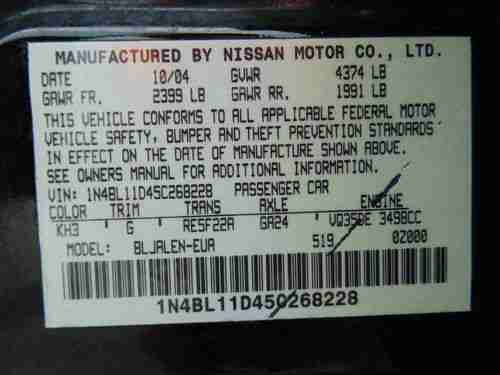 MANUFACTURED BY NISSAN MOTOR CO., LTD.
DATE 10/04 GVWR 4374 LB
GAWR FR. 2399 LB GAWR RR. 1991 LB
THIS VEHICLE CONFORMS TO ALL APPLICABLE FEDERAL MOTOR
VEHICLE SAFETY, BUMPER AND THEFT PREVENTION STANDARDS
IN EFFECT ON THE DATE OF MANUFACTURE SHOWN ABOVE.
SEE OWNERS MANUAL FOR ADDITIONAL INFORMATION.
VIN: 1N4BL11D45C268228 PASSENGER CAR
COLOR TRIM TRANS AXLE ENGINE
KH3 G RE5F22A GA24 VQ35DE 3498CC
MODEL: BLJALEN-EUA 519 02000
1N4BL11D45C268228